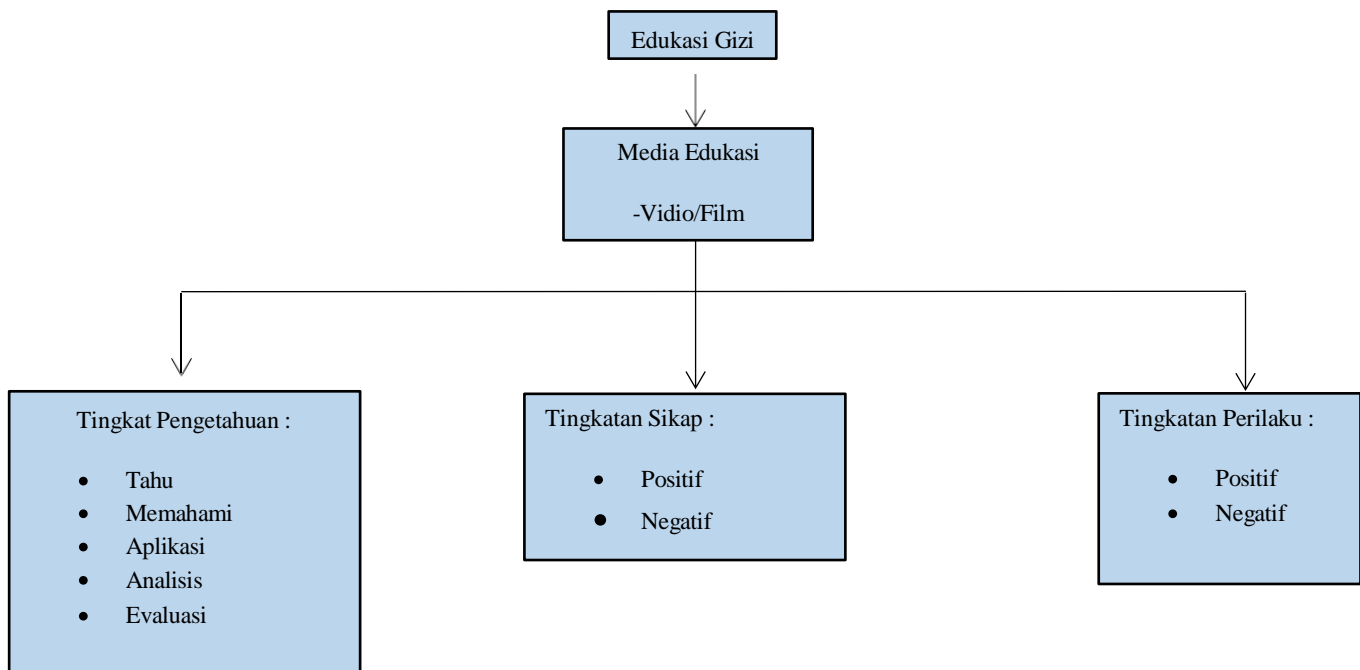 Edukasi Gizi
Media Edukasi
-Vidio/Film
Tingkat Pengetahuan :
• Tahu
• Memahami
• Aplikasi
• Analisis
• Evaluasi
Tingkatan Sikap :
• Positif
• Negatif
Tingkatan Perilaku :
• Positif
• Negatif